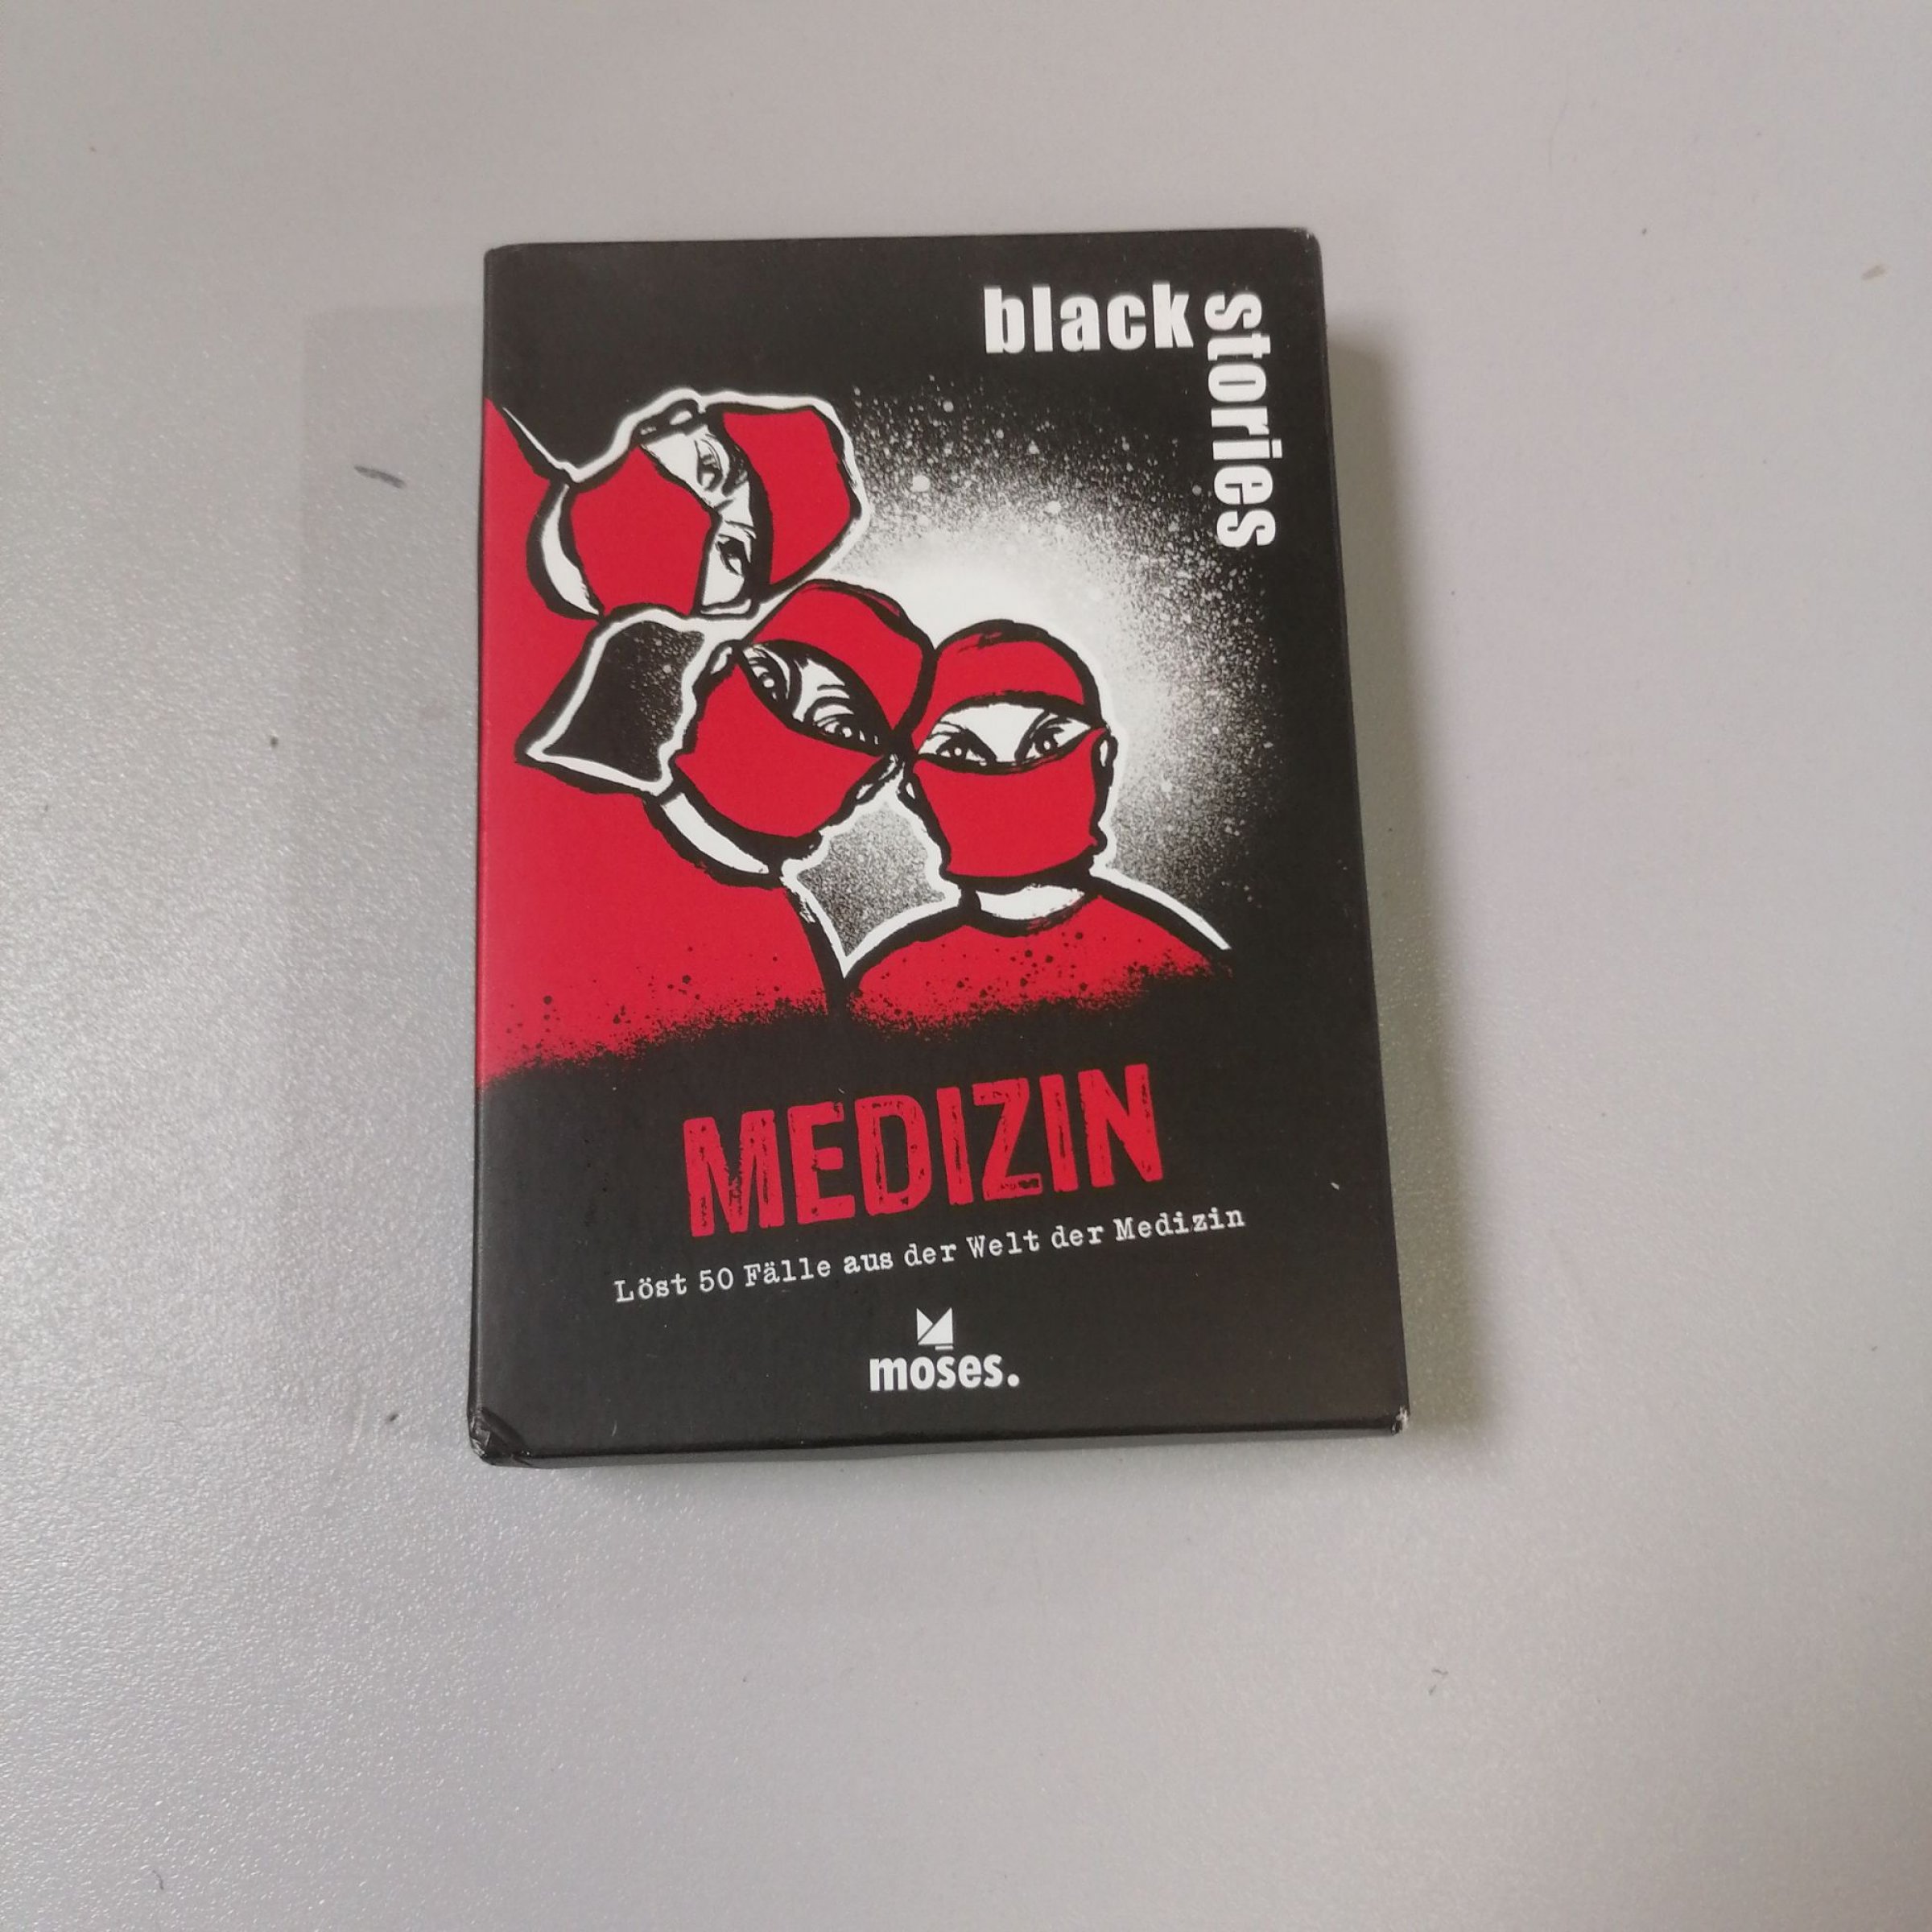 black
stories
MEDIZIN
Löst 50 Fälle aus der Welt der Medizin
moses.